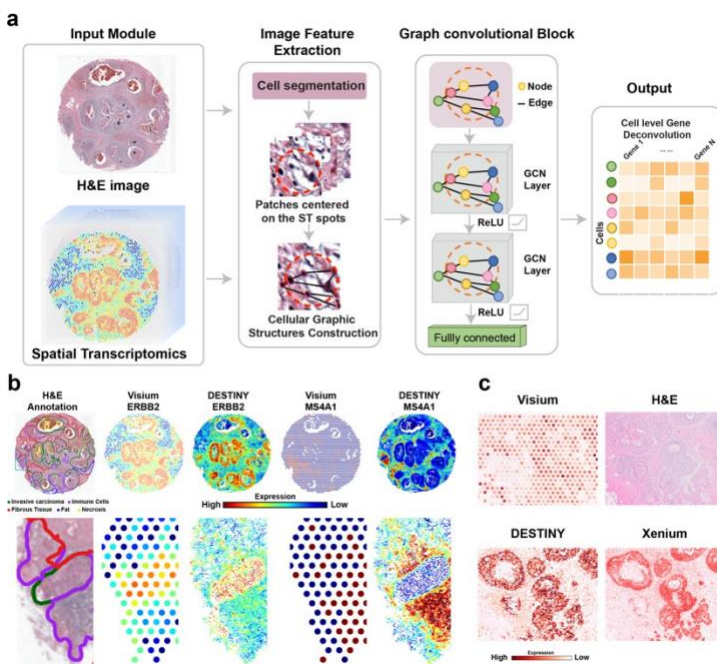 a
Input Module
H&E image
Spatial Transcriptomics
Image Feature
Extraction
Cell segmentation
Patches centered
on the ST spots
Cellular Graphic
Structures Construction
Graph convolutional Block
Node
Edge
GCN
Layer
ReLU
GCN
Layer
ReLU
Fullly connected
Output
Cell level Gene
Deconvolution
Gene 1
... ...
Gene N
Cells
b
H&E
Annotation
Visium
ERBB2
DESTINY
ERBB2
Visium
MS4A1
DESTINY
MS4A1
Invasive carcinoma
Immune Cells
Fibrous Tissue
Fat
Necrosis
Expression
High
Low
c
Visium
H&E
DESTINY
Xenium
Expression
High
Low